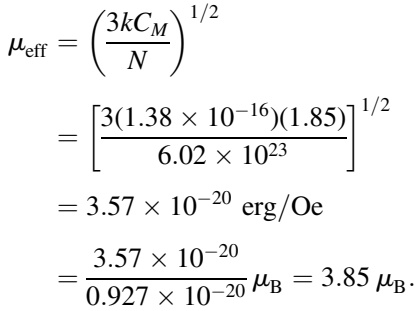 μ_eff = (3kC_M / N)^{1/2}
= [3(1.38 × 10^{−16})(1.85) / 6.02 × 10^{23}]^{1/2}
= 3.57 × 10^{−20} erg/Oe
= 3.57 × 10^{−20} / 0.927 × 10^{−20} μ_B = 3.85 μ_B.